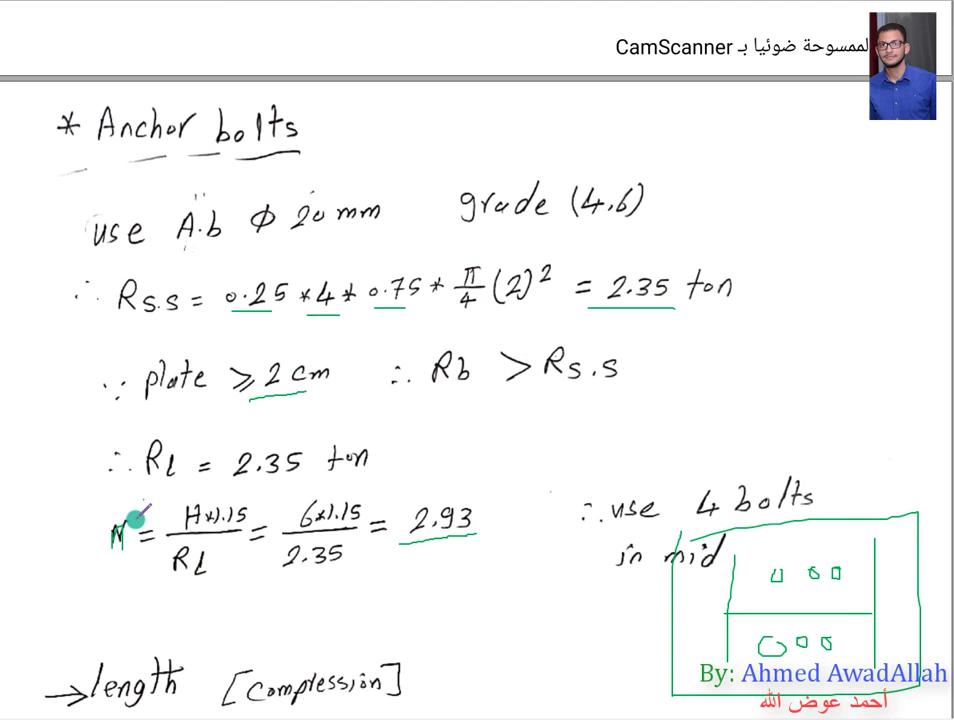 الممسوحة ضوئيا بـ CamScanner
* Anchor bolts
use A.b Φ 20mm grade (4.6)
∴ Rs.s = 0.25 * 4 * 0.75 * π/4 (2)² = 2.35 ton
∵ plate ≥ 2 cm ∴ Rb > Rs.s
∴ Rl = 2.35 ton
N = H*1.15 / Rl = 6*1.15 / 2.35 = 2.93 ∴ use 4 bolts
in mid
→ length [Compression]
By: Ahmed AwadAllah
أحمد عوض الله